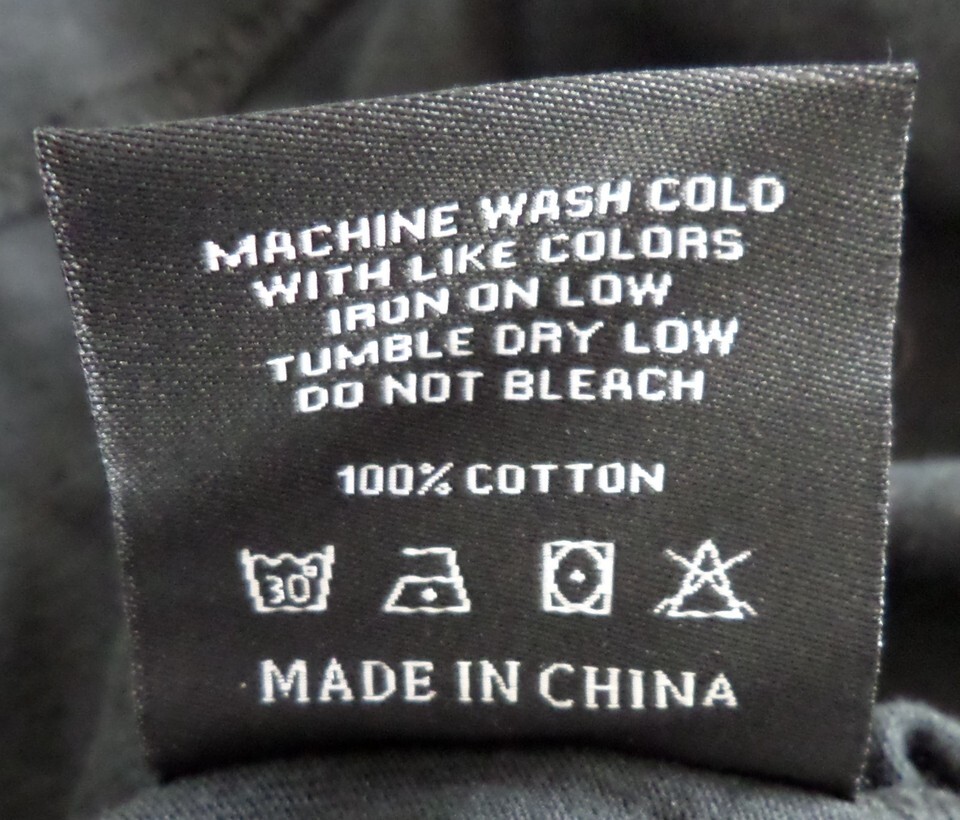 MACHINE WASH COLD
WITH LIKE COLORS
IRON ON LOW
TUMBLE DRY LOW
DO NOT BLEACH
100% COTTON
30°
MADE IN CHINA